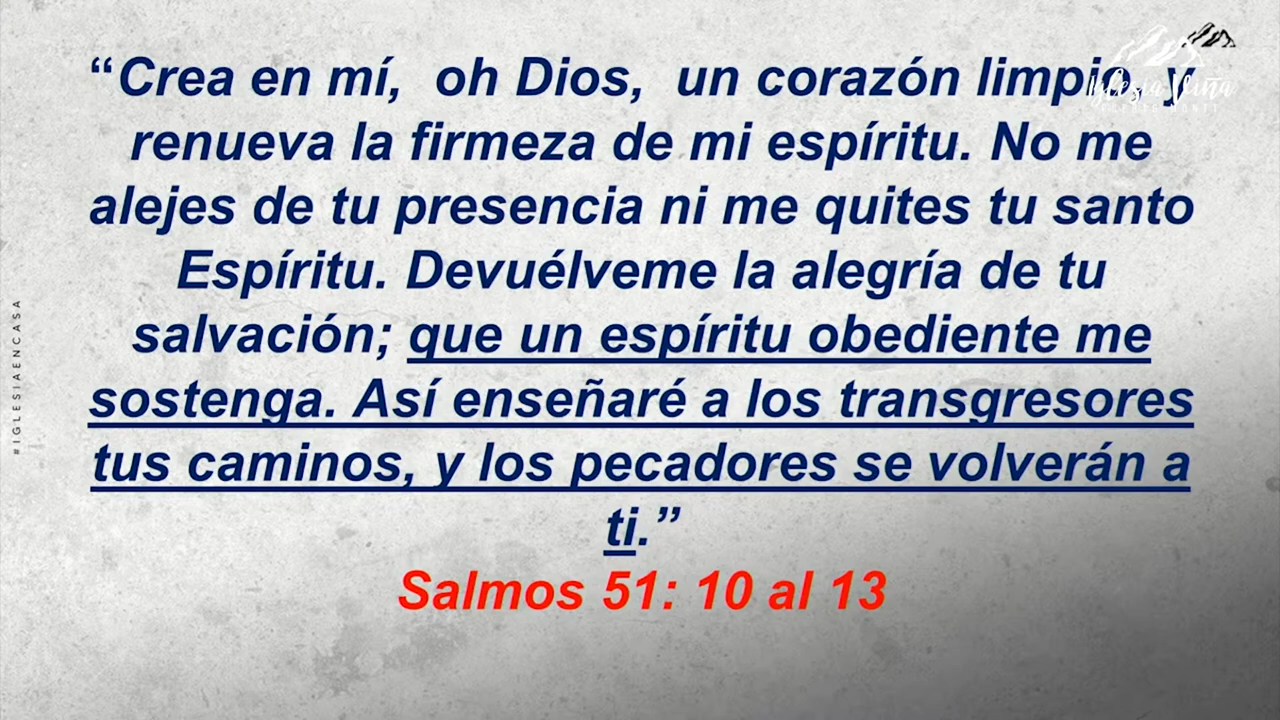 “Crea en mí, oh Dios, un corazón limpio y
renueva la firmeza de mi espíritu. No me
alejes de tu presencia ni me quites tu santo
Espíritu. Devuélveme la alegría de tu
salvación; que un espíritu obediente me
sostenga. Así enseñaré a los transgresores
tus caminos, y los pecadores se volverán a
ti.”
Salmos 51: 10 al 13
#IGLESIAENCASA
Iglesia Viña